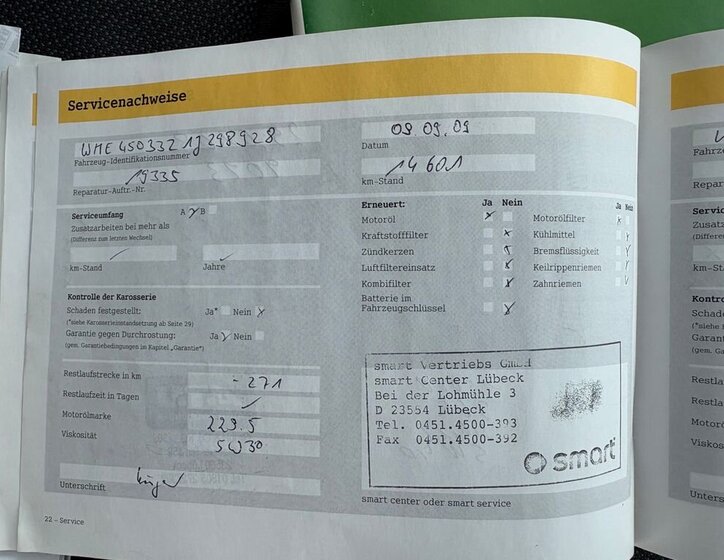 Servicenachweise
WME 450332 1J 298928
Fahrzeug-Identifikationsnummer
19335
Reparatur-Auftr.-Nr.
09 09.09
Datum
14 601
km-Stand
Serviceumfang A B
Zusatzarbeiten bei mehr als
(Differenz zum letzten Wechsel)
km-Stand Jahre
Kontrolle der Karosserie
Schaden festgestellt: Ja* Nein
(*siehe Karosserieinstandsetzung ab Seite 29)
Garantie gegen Durchrostung: Ja Nein
(gem. Garantiebedingungen im Kapitel „Garantie“)
Restlaufstrecke in km - 271
Restlaufzeit in Tagen
Motorölmarke 229.5
Viskosität 5W30
Unterschrift
22 – Service
Erneuert: Ja Nein Ja Nein
Motoröl Motorölfilter
Kraftstofffilter Kühlmittel
Zündkerzen Bremsflüssigkeit
Luftfiltereinsatz Keilrippenriemen
Kombifilter Zahnriemen
Batterie im
Fahrzeugschlüssel
smart Vertriebs GmbH
smart Center Lübeck
Bei der Lohmühle 3
D 23554 Lübeck
Tel. 0451.4500-393
Fax 0451.4500-392
smart
smart center oder smart service